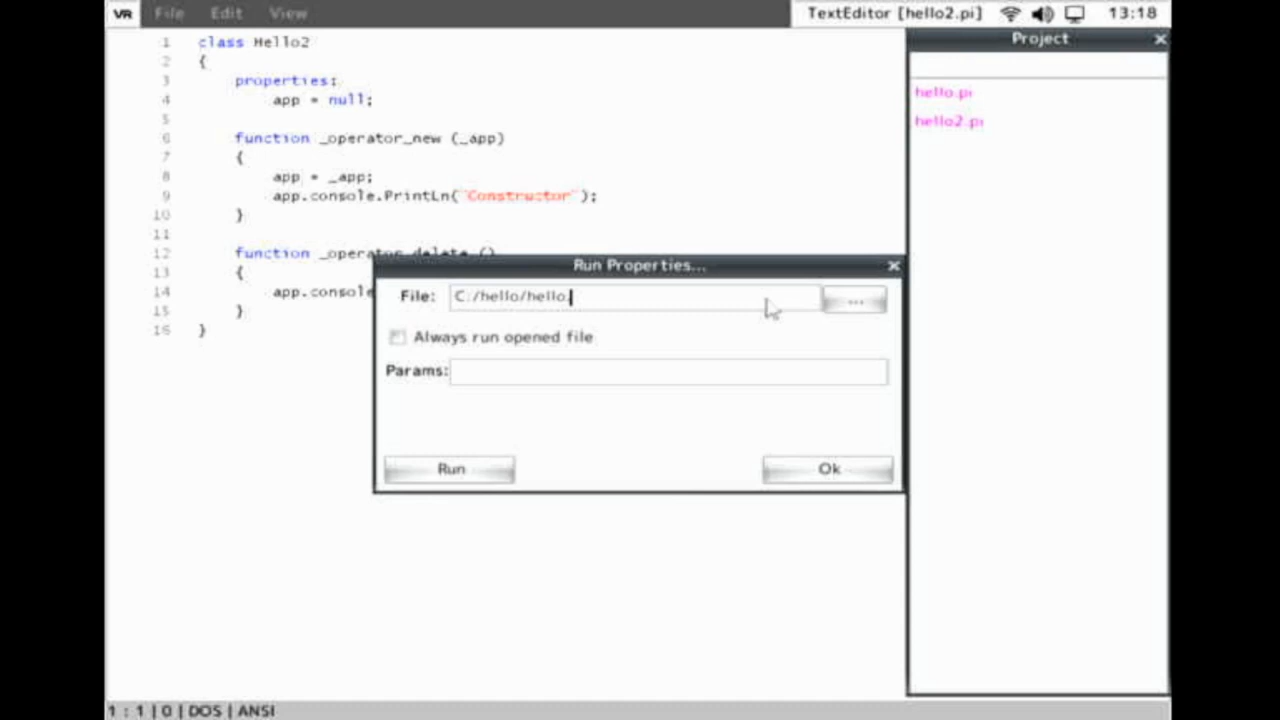 VR File Edit View TextEditor [hello2.pi] 13:18
Project
1 class Hello2
2 {
3 properties:
4 app = null;
5
6 function _operator_new (_app)
7 {
8 app = _app;
9 app.console.PrintLn("Constructor");
10 }
11
12 function _operator_delete ()
13 {
14 app.console
15 }
16 }
hello.pi
hello2.pi
Run Properties...
File: C:/hello/hello. ...
Always run opened file
Params:
Run Ok
1 : 1 | 0 | DOS | ANSI